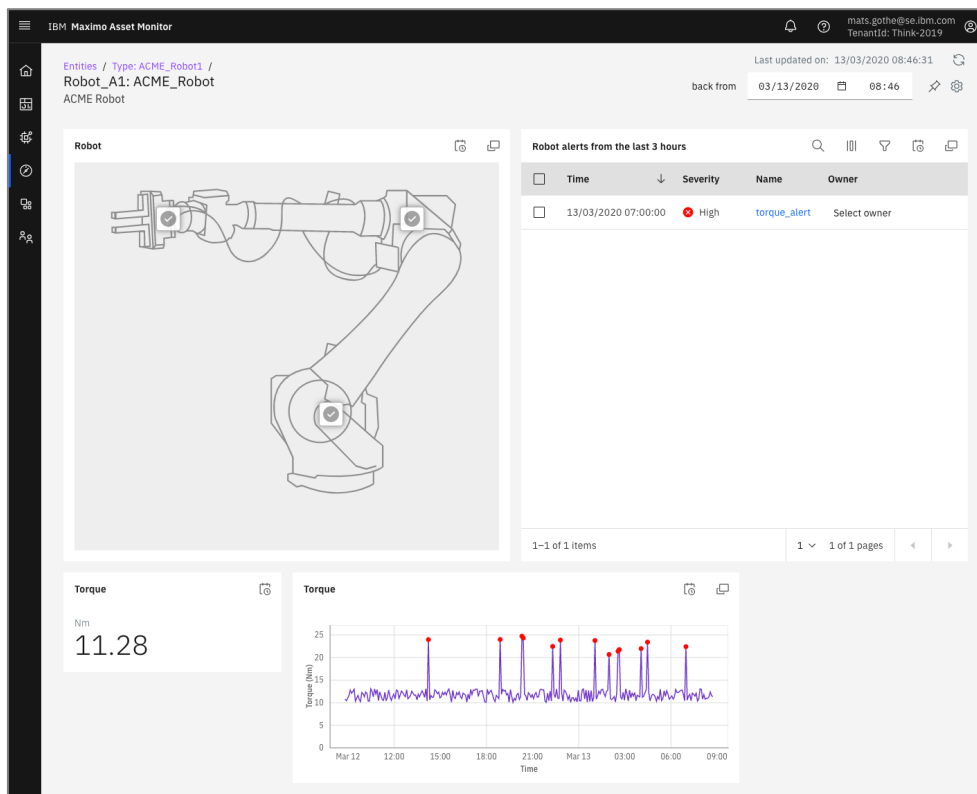 IBM Maximo Asset Monitor
mats.gothe@se.ibm.com
TenantId: Think-2019
Entities / Type: ACME_Robot1 /
Robot_A1: ACME_Robot
ACME Robot
Last updated on: 13/03/2020 08:46:31
back from 03/13/2020 08:46
Robot
Robot alerts from the last 3 hours
Time Severity Name Owner
13/03/2020 07:00:00 High torque_alert Select owner
1–1 of 1 items 1 1 of 1 pages
Torque
Nm
11.28
Torque
25
20
15
10
5
0
Torque (Nm)
Mar 12 12:00 15:00 18:00 21:00 Mar 13 03:00 06:00 09:00
Time